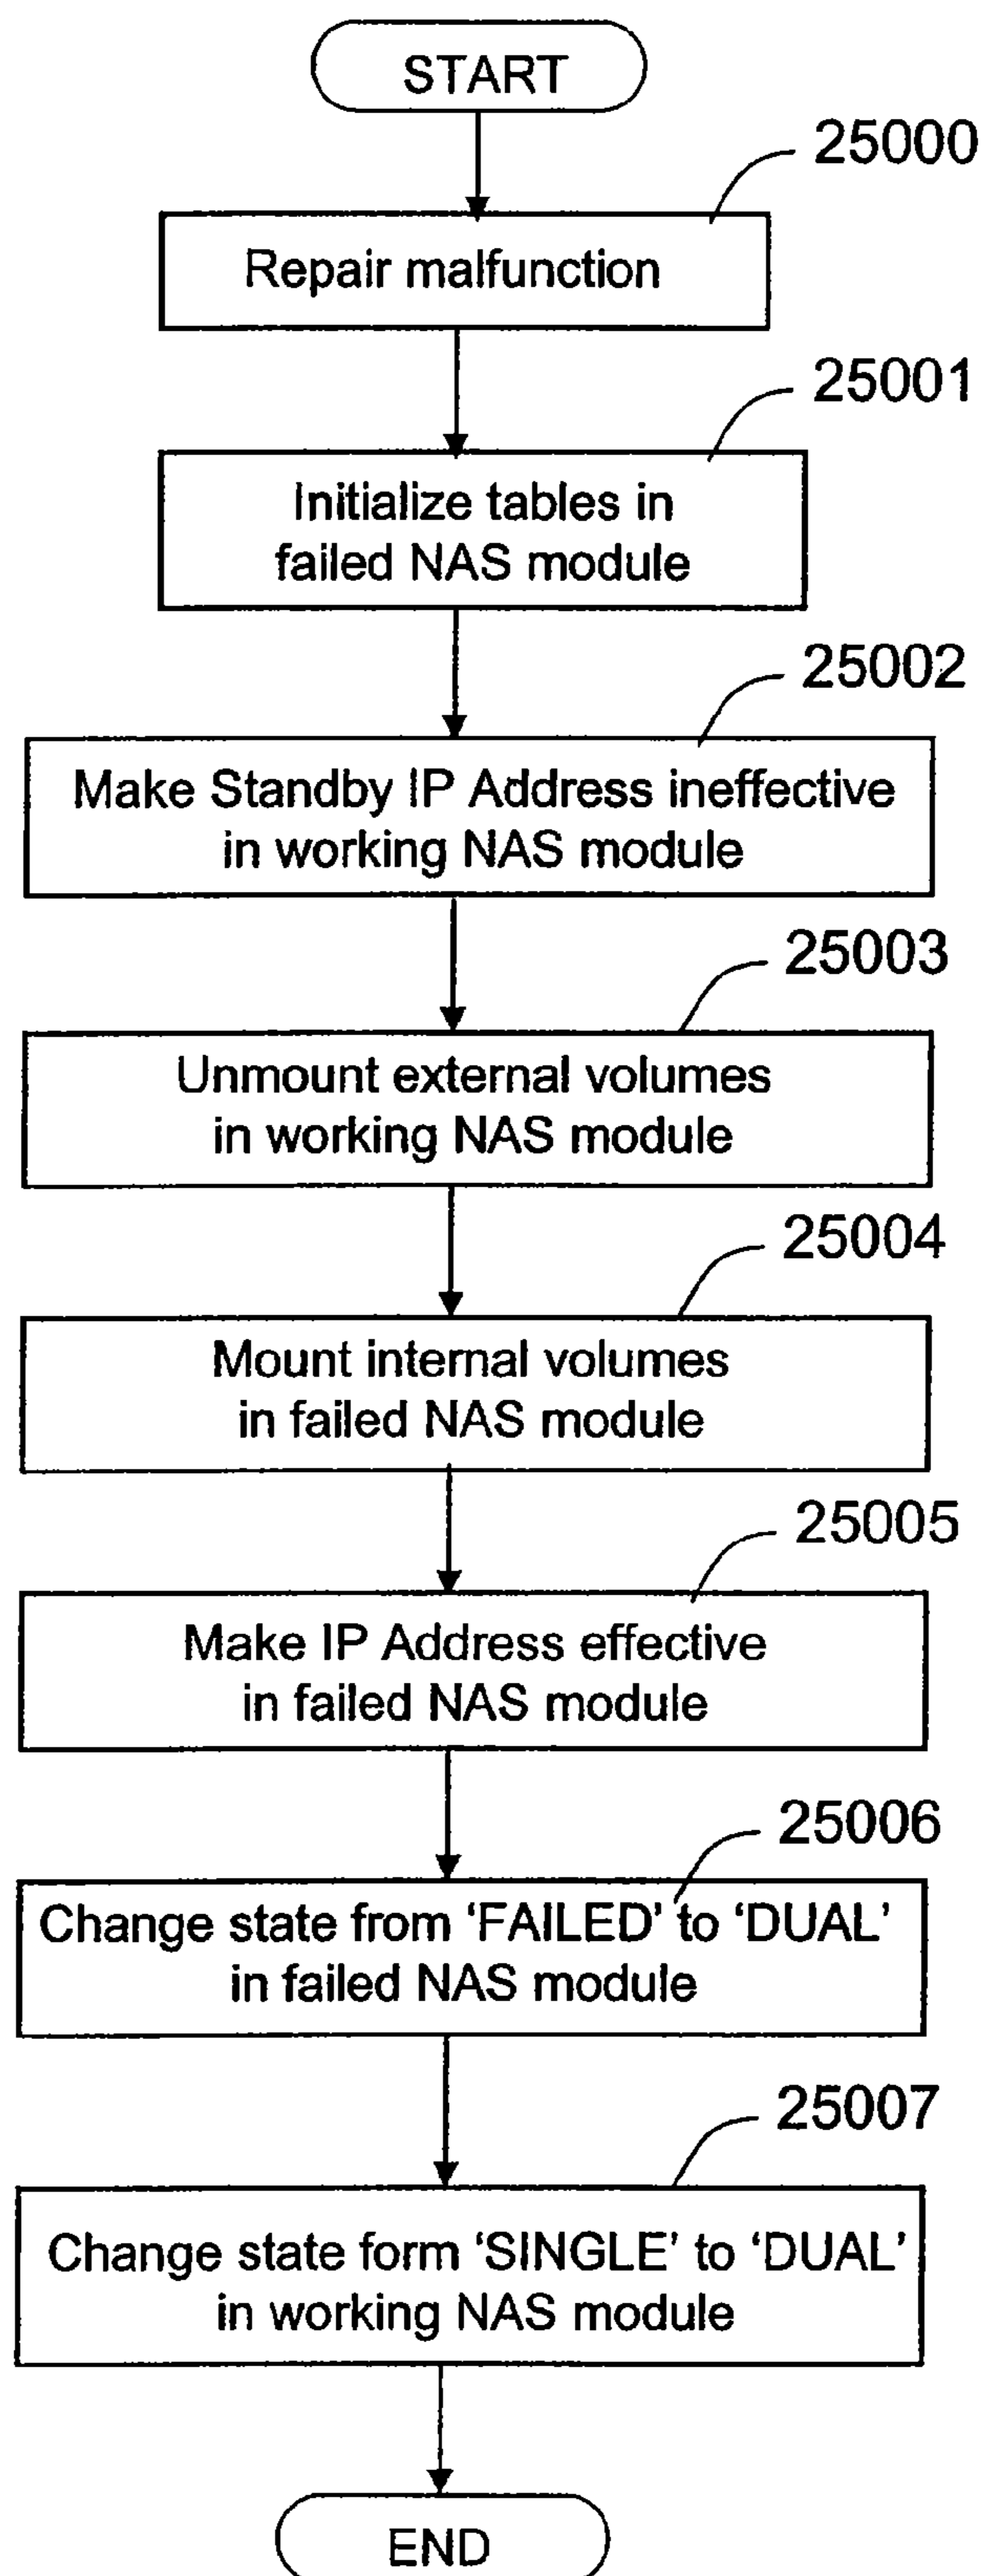 START
25000
Repair malfunction
25001
Initialize tables in
failed NAS module
25002
Make Standby IP Address ineffective
in working NAS module
25003
Unmount external volumes
in working NAS module
25004
Mount internal volumes
in failed NAS module
25005
Make IP Address effective
in failed NAS module
25006
Change state from ‘FAILED’ to ‘DUAL’
in failed NAS module
25007
Change state form ‘SINGLE’ to ‘DUAL’
in working NAS module
END